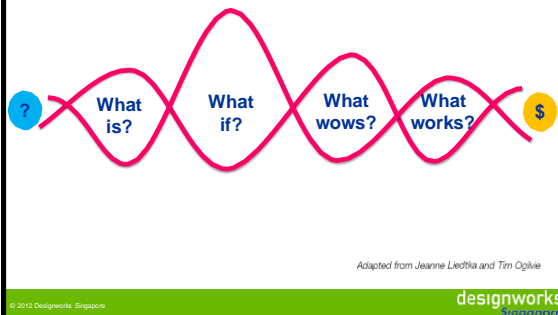 ?
What
is?
What
if?
What
wows?
What
works?
$
Adapted from Jeanne Liedtka and Tim Ogilvie
© 2012 Designworks Singapore
designworks
Singapore